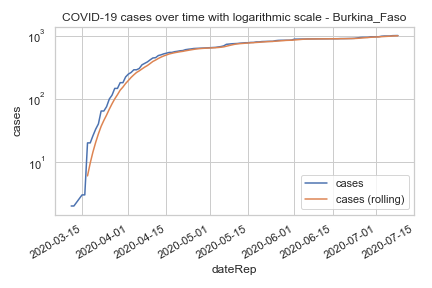 COVID-19 cases over time with logarithmic scale - Burkina_Faso
10³
10²
10¹
cases
cases
cases (rolling)
2020-03-15
2020-04-01
2020-04-15
2020-05-01
2020-05-15
2020-06-01
2020-06-15
2020-07-01
2020-07-15
dateRep